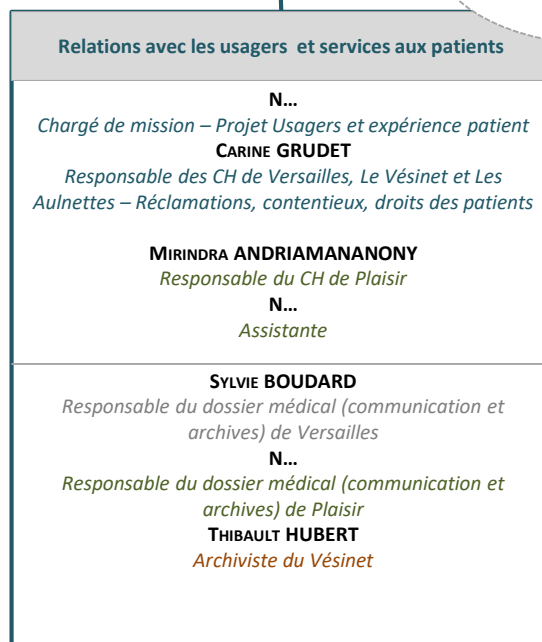 Relations avec les usagers et services aux patients
N…
Chargé de mission – Projet Usagers et expérience patient
Carine GRUDET
Responsable des CH de Versailles, Le Vésinet et Les
Aulnettes – Réclamations, contentieux, droits des patients
Mirindra ANDRIAMANANONY
Responsable du CH de Plaisir
N…
Assistante
Sylvie BOUDARD
Responsable du dossier médical (communication et
archives) de Versailles
N…
Responsable du dossier médical (communication et
archives) de Plaisir
Thibault HUBERT
Archiviste du Vésinet